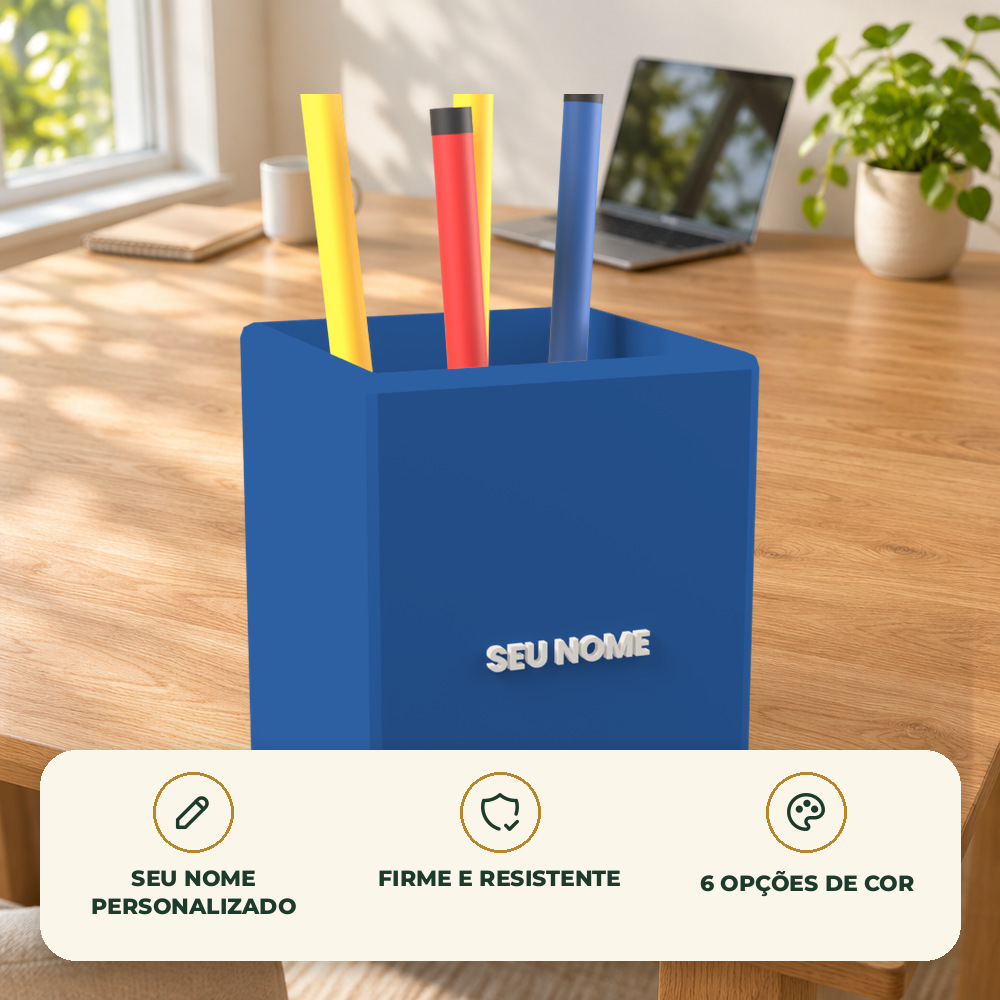 SEU NOME
SEU NOME
PERSONALIZADO
FIRME E RESISTENTE
6 OPÇÕES DE COR